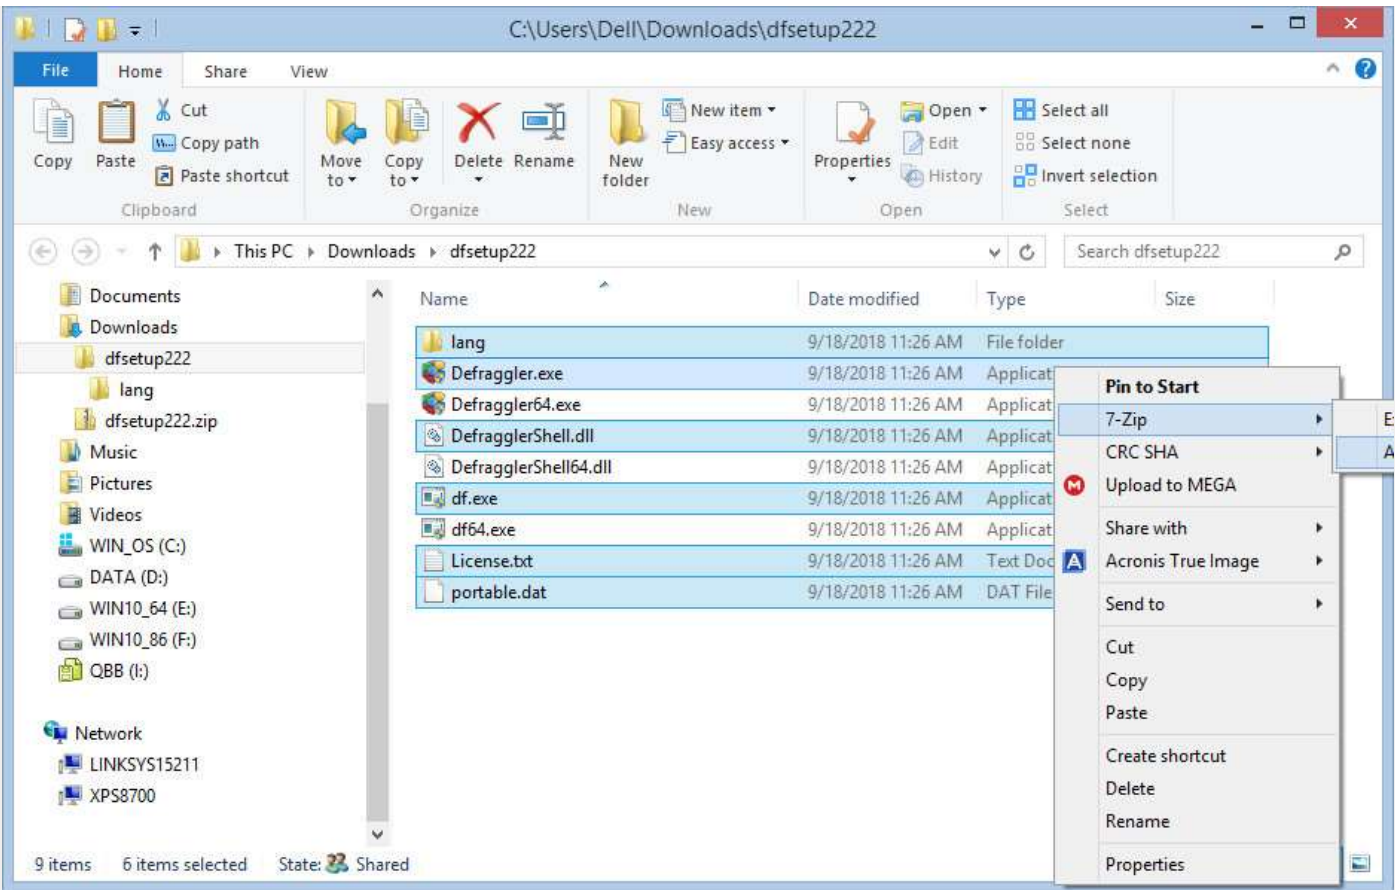 C:\Users\Dell\Downloads\dfsetup222
File Home Share View
Copy
Paste
Cut
Copy path
Paste shortcut
Clipboard
Move to
Copy to
Delete
Rename
Organize
New folder
New item
Easy access
New
Properties
Open
Edit
History
Open
Select all
Select none
Invert selection
Select
This PC Downloads dfsetup222
Search dfsetup222
Documents
Downloads
dfsetup222
lang
dfsetup222.zip
Music
Pictures
Videos
WIN_OS (C:)
DATA (D:)
WIN10_64 (E:)
WIN10_86 (F:)
QBB (I:)
Network
LINKSYS15211
XPS8700
Name Date modified Type Size
lang 9/18/2018 11:26 AM File folder
Defraggler.exe 9/18/2018 11:26 AM Applicat
Defraggler64.exe 9/18/2018 11:26 AM Applicat
DefragglerShell.dll 9/18/2018 11:26 AM Applicat
DefragglerShell64.dll 9/18/2018 11:26 AM Applicat
df.exe 9/18/2018 11:26 AM Applicat
df64.exe 9/18/2018 11:26 AM Applicat
License.txt 9/18/2018 11:26 AM Text Doc
portable.dat 9/18/2018 11:26 AM DAT File
Pin to Start
7-Zip
CRC SHA
Upload to MEGA
Share with
Acronis True Image
Send to
Cut
Copy
Paste
Create shortcut
Delete
Rename
Properties
9 items 6 items selected State: Shared